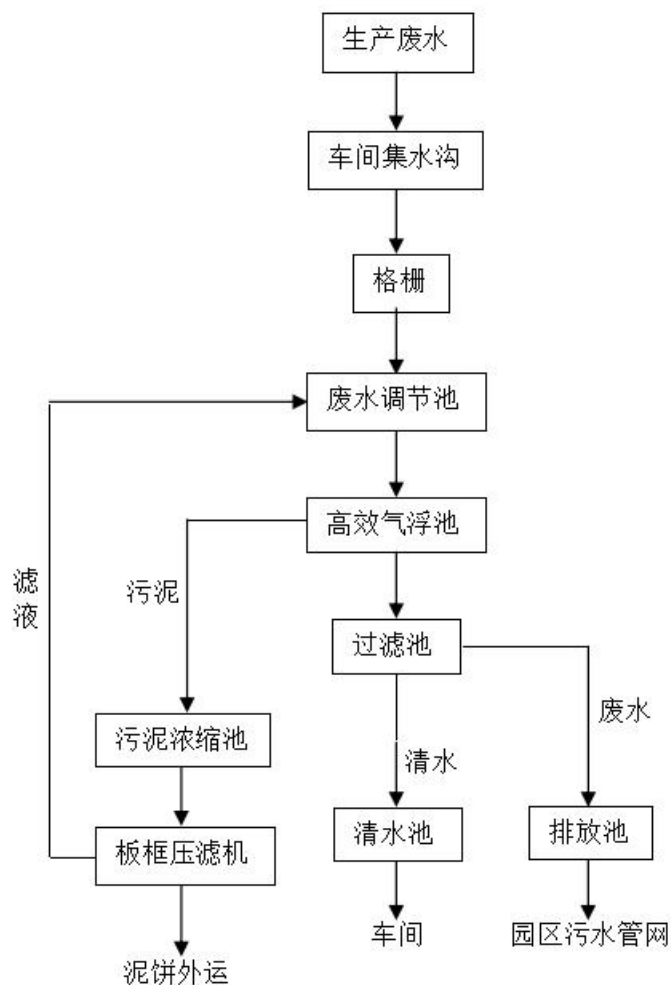 生产废水
车间集水沟
格栅
废水调节池
高效气浮池
滤液
污泥
过滤池
废水
污泥浓缩池
清水
板框压滤机
清水池
排放池
车间
园区污水管网
泥饼外运